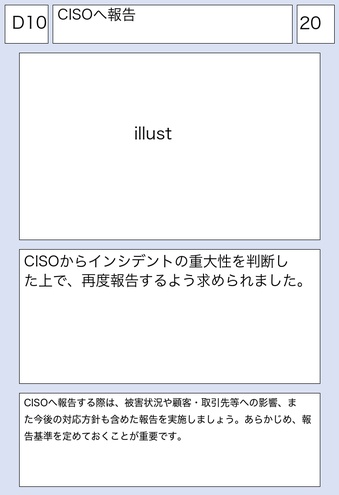 D10
CISOへ報告
20
illust
CISOからインシデントの重大性を判断し
た上で、再度報告するよう求められました。
CISOへ報告する際は、被害状況や顧客・取引先等への影響、ま
た今後の対応方針も含めた報告を実施しましょう。あらかじめ、報
告基準を定めておくことが重要です。